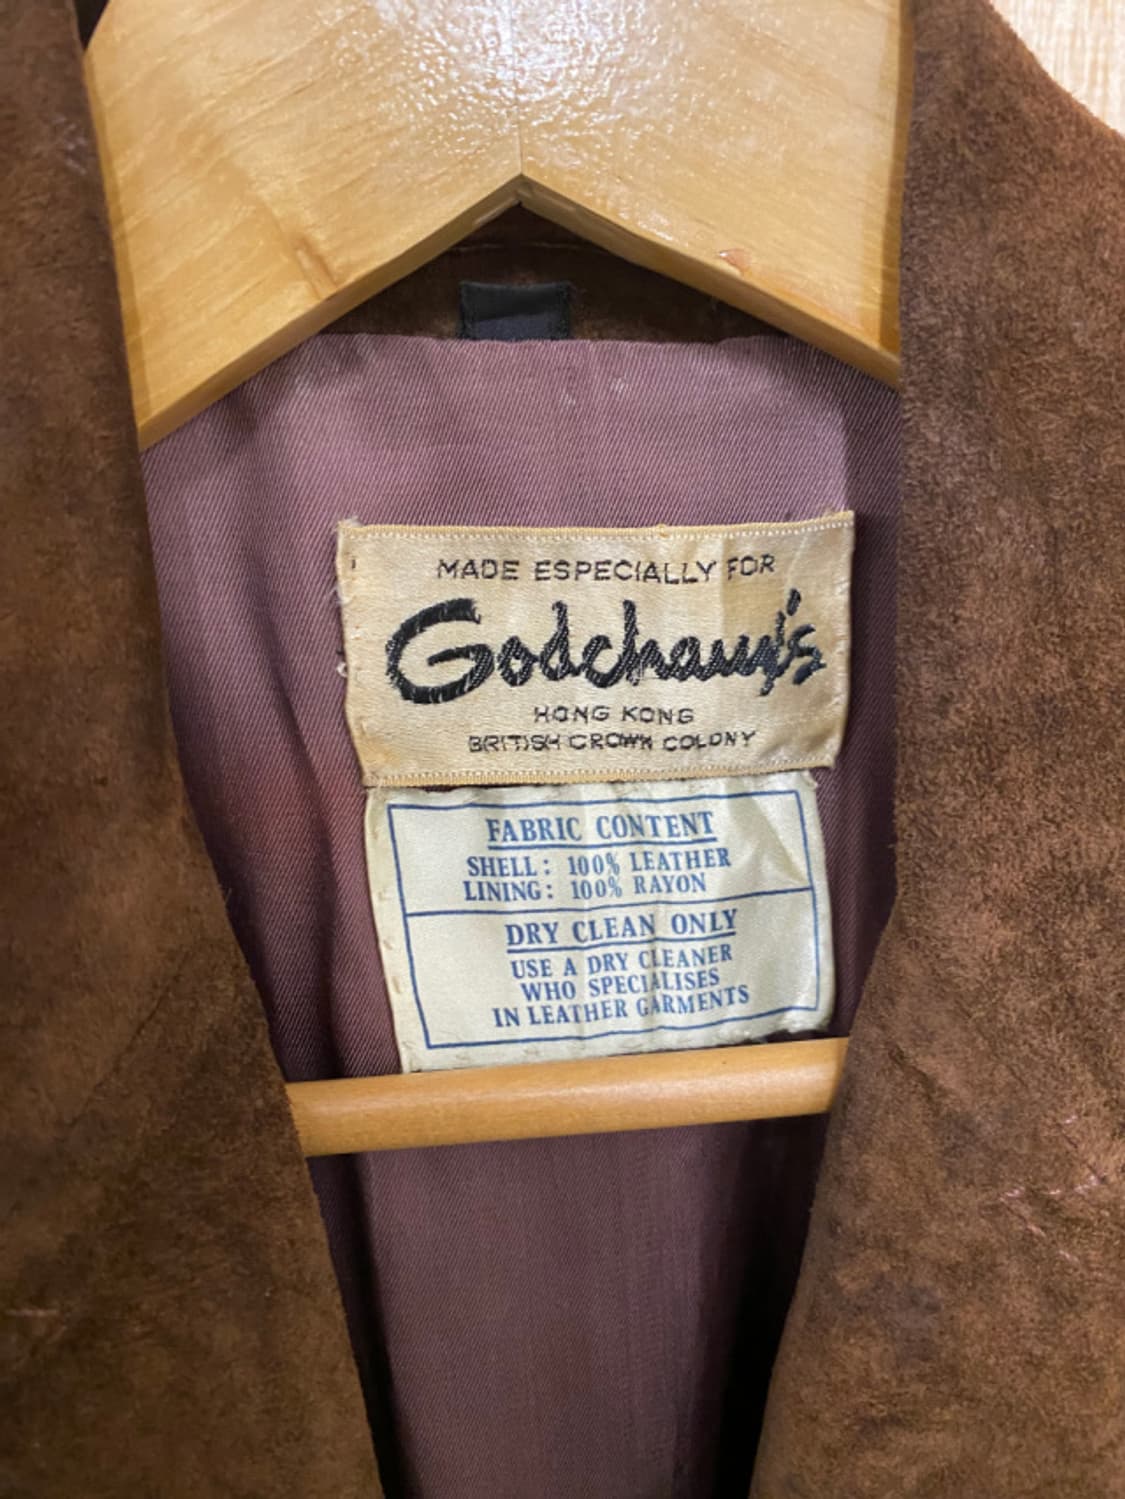 MADE ESPECIALLY FOR
Godchaux's
HONG KONG
BRITISH CROWN COLONY
FABRIC CONTENT
SHELL: 100% LEATHER
LINING: 100% RAYON
DRY CLEAN ONLY
USE A DRY CLEANER
WHO SPECIALISES
IN LEATHER GARMENTS